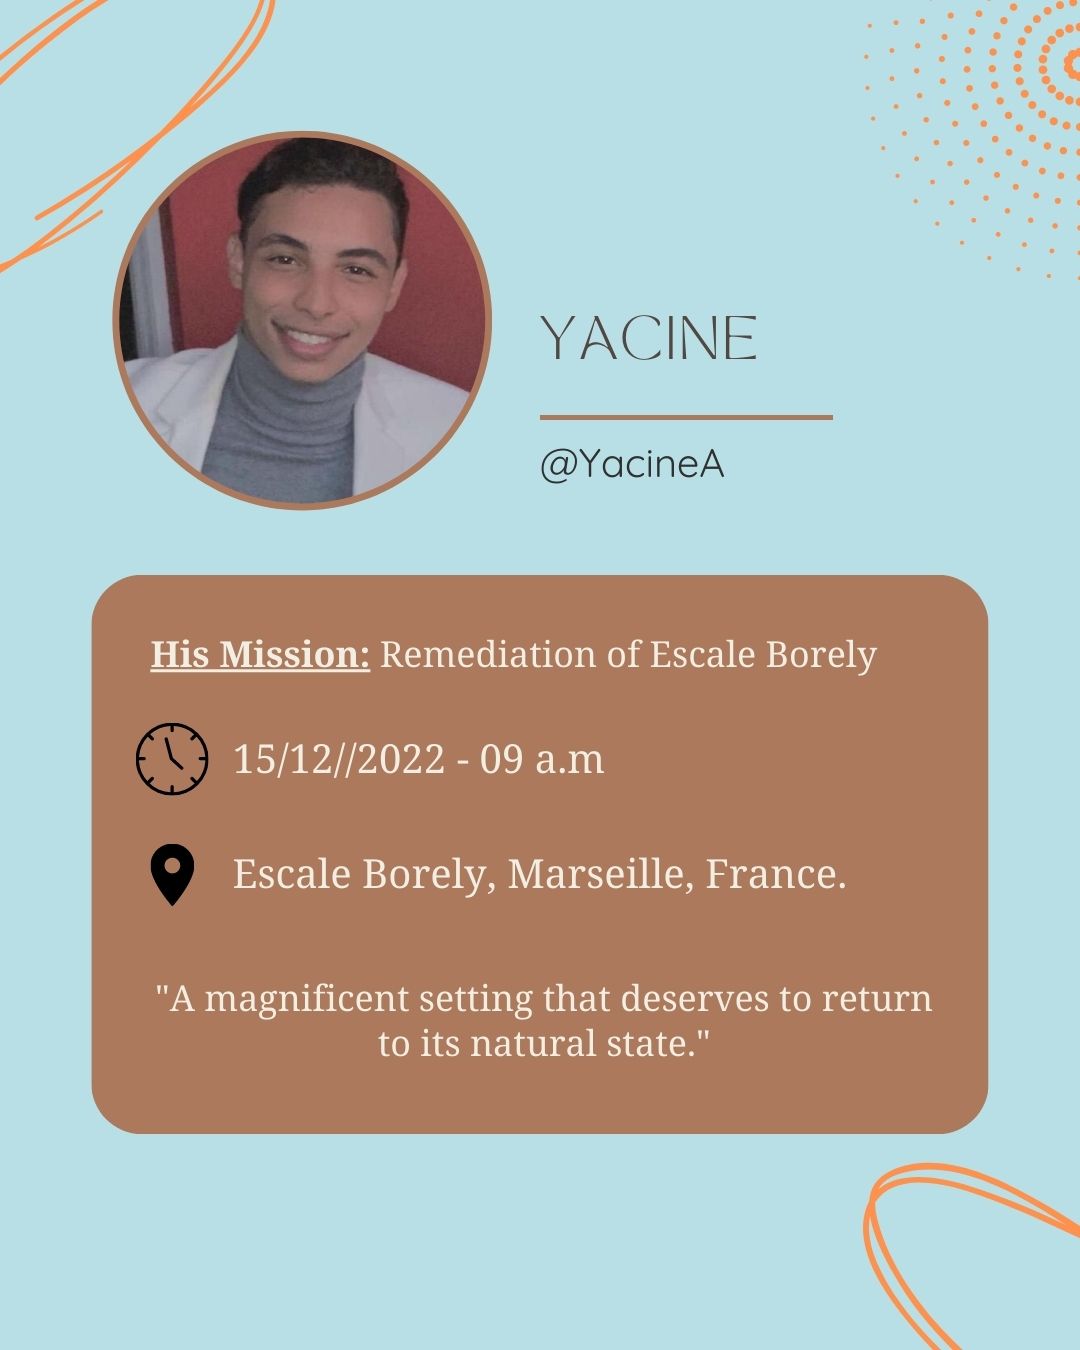 YACINE
@YacineA
His Mission: Remediation of Escale Borely
15/12//2022 - 09 a.m
Escale Borely, Marseille, France.
"A magnificent setting that deserves to return
to its natural state."